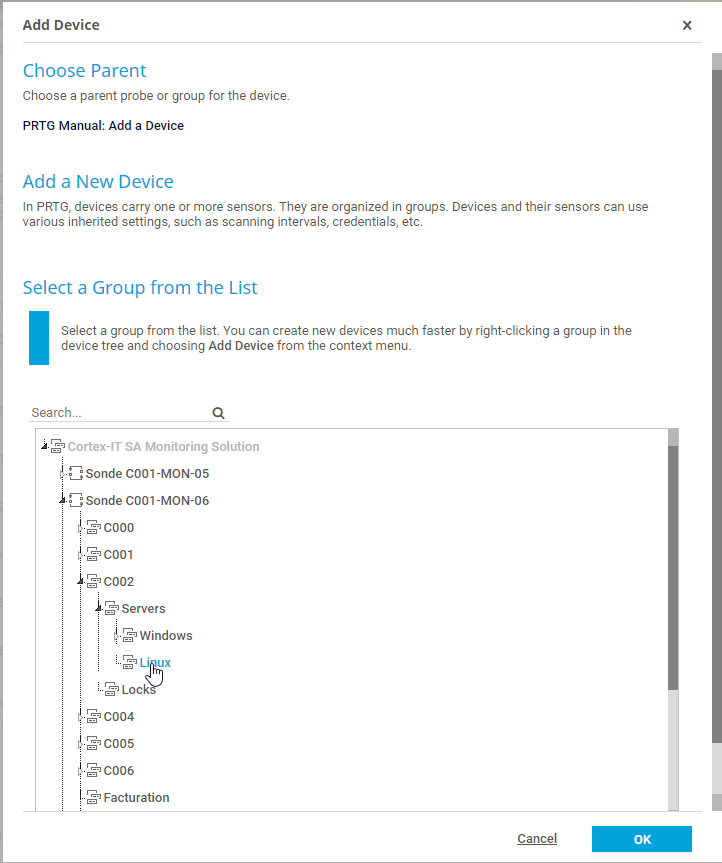 Add Device
Choose Parent
Choose a parent probe or group for the device.
PRTG Manual: Add a Device
Add a New Device
In PRTG, devices carry one or more sensors. They are organized in groups. Devices and their sensors can use
various inherited settings, such as scanning intervals, credentials, etc.
Select a Group from the List
Select a group from the list. You can create new devices much faster by right-clicking a group in the
device tree and choosing Add Device from the context menu.
Search...
Cortex-IT SA Monitoring Solution
Sonde C001-MON-05
Sonde C001-MON-06
C000
C001
C002
Servers
Windows
Linux
Locks
C004
C005
C006
Facturation
Cancel
OK